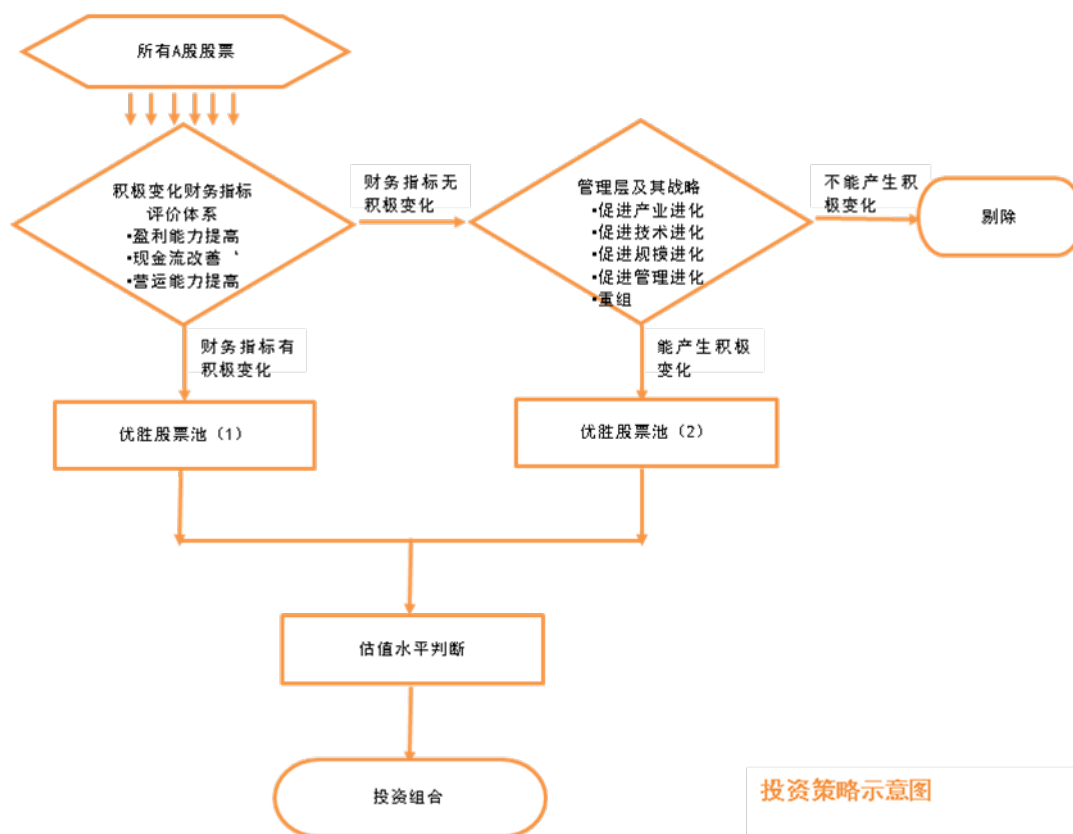 所有A股股票
积极变化财务指标
评价体系
•盈利能力提高
•现金流改善、
•营运能力提高
财务指标无
积极变化
管理层及其战略
•促进产业进化
•促进技术进化
•促进规模进化
•促进管理进化
•重组
不能产生积
极变化
剔除
财务指标有
积极变化
能产生积极
变化
优胜股票池（1）
优胜股票池（2）
估值水平判断
投资组合
投资策略示意图